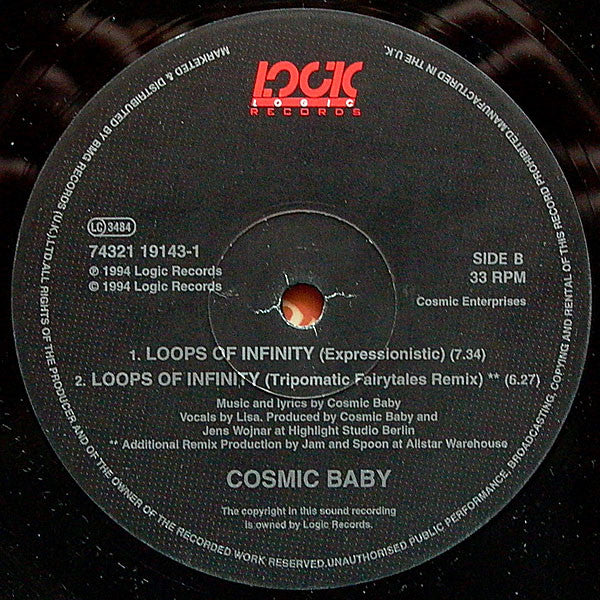 LOGIC
LOGIC
RECORDS
MARKETED & DISTRIBUTED BY BMG RECORDS (U.K.) LTD.ALL RIGHTS OF THE PRODUCER AND OF THE OWNER OF THE RECORDED WORK RESERVED.UNAUTHORISED PUBLIC PERFORMANCE, BROADCASTING, COPYING AND RENTAL OF THIS RECORD PROHIBITED.MANUFACTURED IN THE U.K.
LC 3484
74321 19143-1
℗ 1994 Logic Records
© 1994 Logic Records
SIDE B
33 RPM
Cosmic Enterprises
1. LOOPS OF INFINITY (Expressionistic) (7.34)
2. LOOPS OF INFINITY (Tripomatic Fairytales Remix) ** (6.27)
Music and lyrics by Cosmic Baby
Vocals by Lisa. Produced by Cosmic Baby and
Jens Wojnar at Highlight Studio Berlin
** Additional Remix Production by Jam and Spoon at Allstar Warehouse
COSMIC BABY
The copyright in this sound recording
is owned by Logic Records.